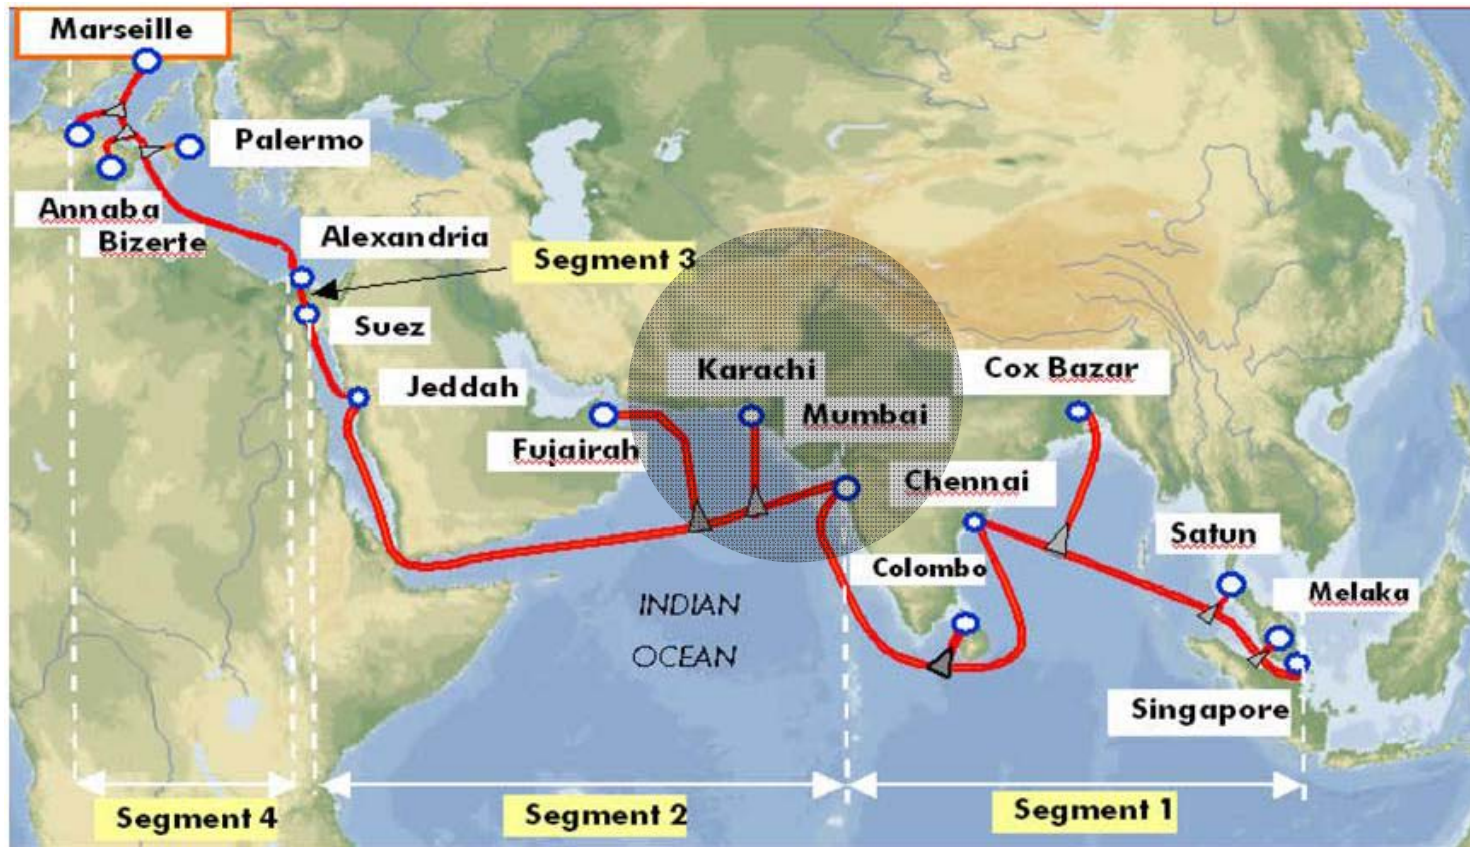 Marseille
Palermo
Annaba
Bizerte
Alexandria
Segment 3
Suez
Karachi
Cox Bazar
Jeddah
Mumbai
Fujairah
Chennai
Satun
Colombo
Melaka
INDIAN
OCEAN
Singapore
Segment 4
Segment 2
Segment 1